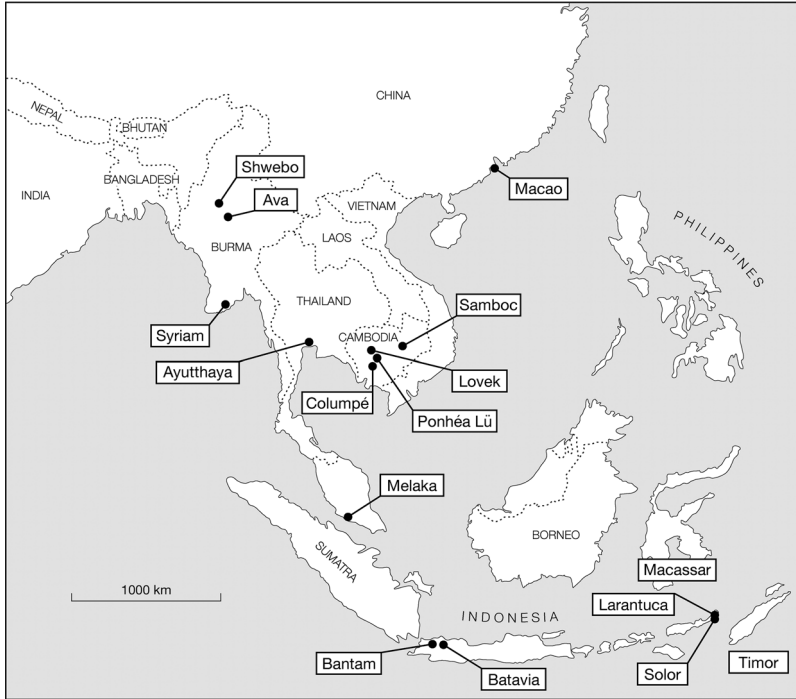 CHINA
NEPAL
BHUTAN
Shwebo
BANGLADESH
Macao
INDIA
Ava
VIETNAM
PHILIPPINES
BURMA
LAOS
THAILAND
Samboc
Syriam
CAMBODIA
Ayutthaya
Lovek
Columpé
Ponhéa Lü
Melaka
BORNEO
SUMATRA
Macassar
1000 km
Larantuca
INDONESIA
Bantam
Batavia
Solor
Timor